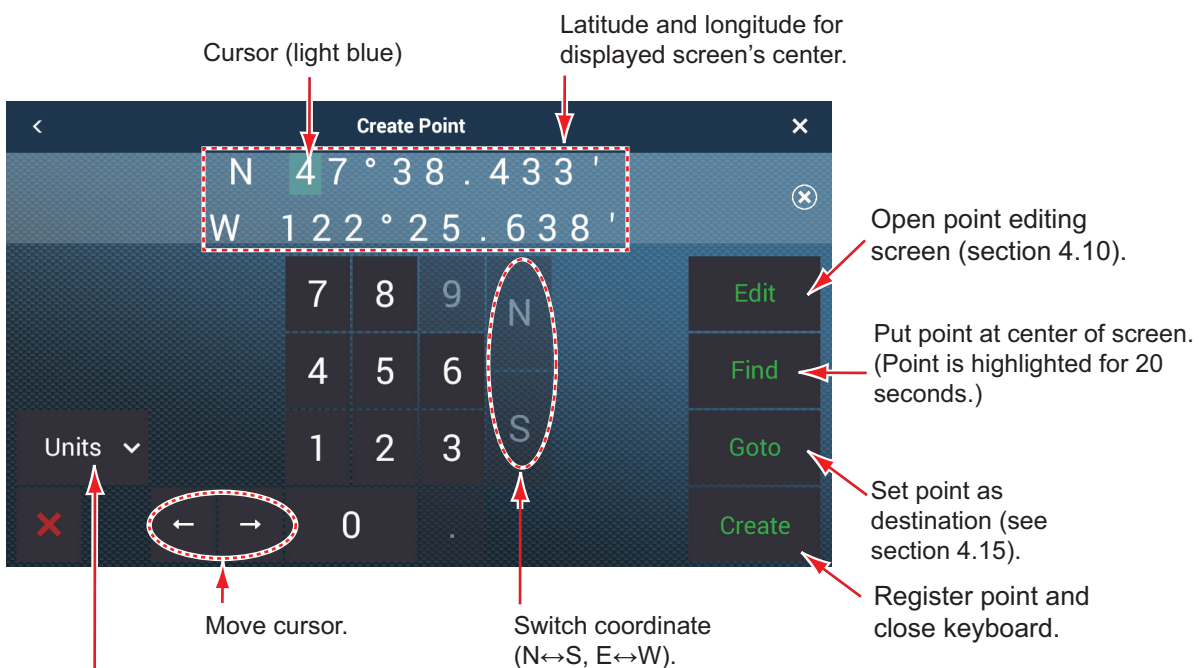 Latitude and longitude for
displayed screen's center.
Cursor (light blue)
Create Point
N 47°38.433'
W 122°25.638'
7 8 9 N
4 5 6
S
1 2 3
0 .
Units
← →
Edit
Find
Goto
Create
Open point editing
screen (section 4.10).
Put point at center of screen.
(Point is highlighted for 20
seconds.)
Set point as
destination (see
section 4.15).
Register point and
close keyboard.
Move cursor.
Switch coordinate
(N↔S, E↔W).